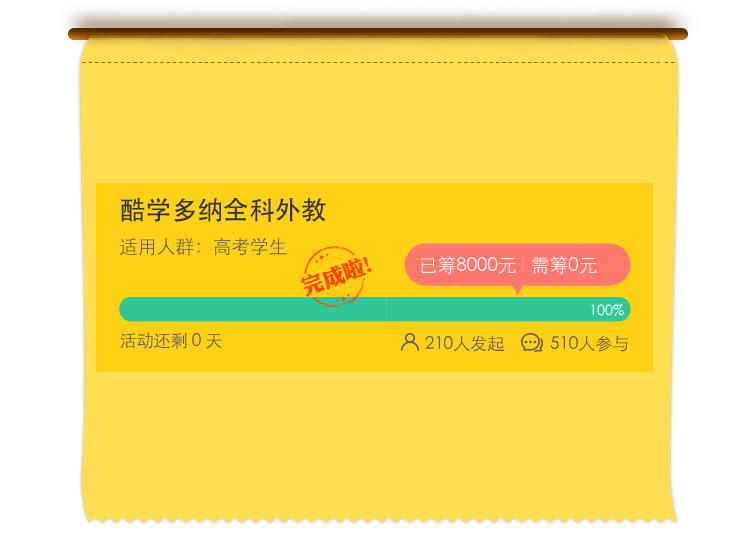 酷学多纳全科外教
适用人群：高考学生
完成啦!
已筹8000元 | 需筹0元
100%
活动还剩 0 天
210人发起
510人参与